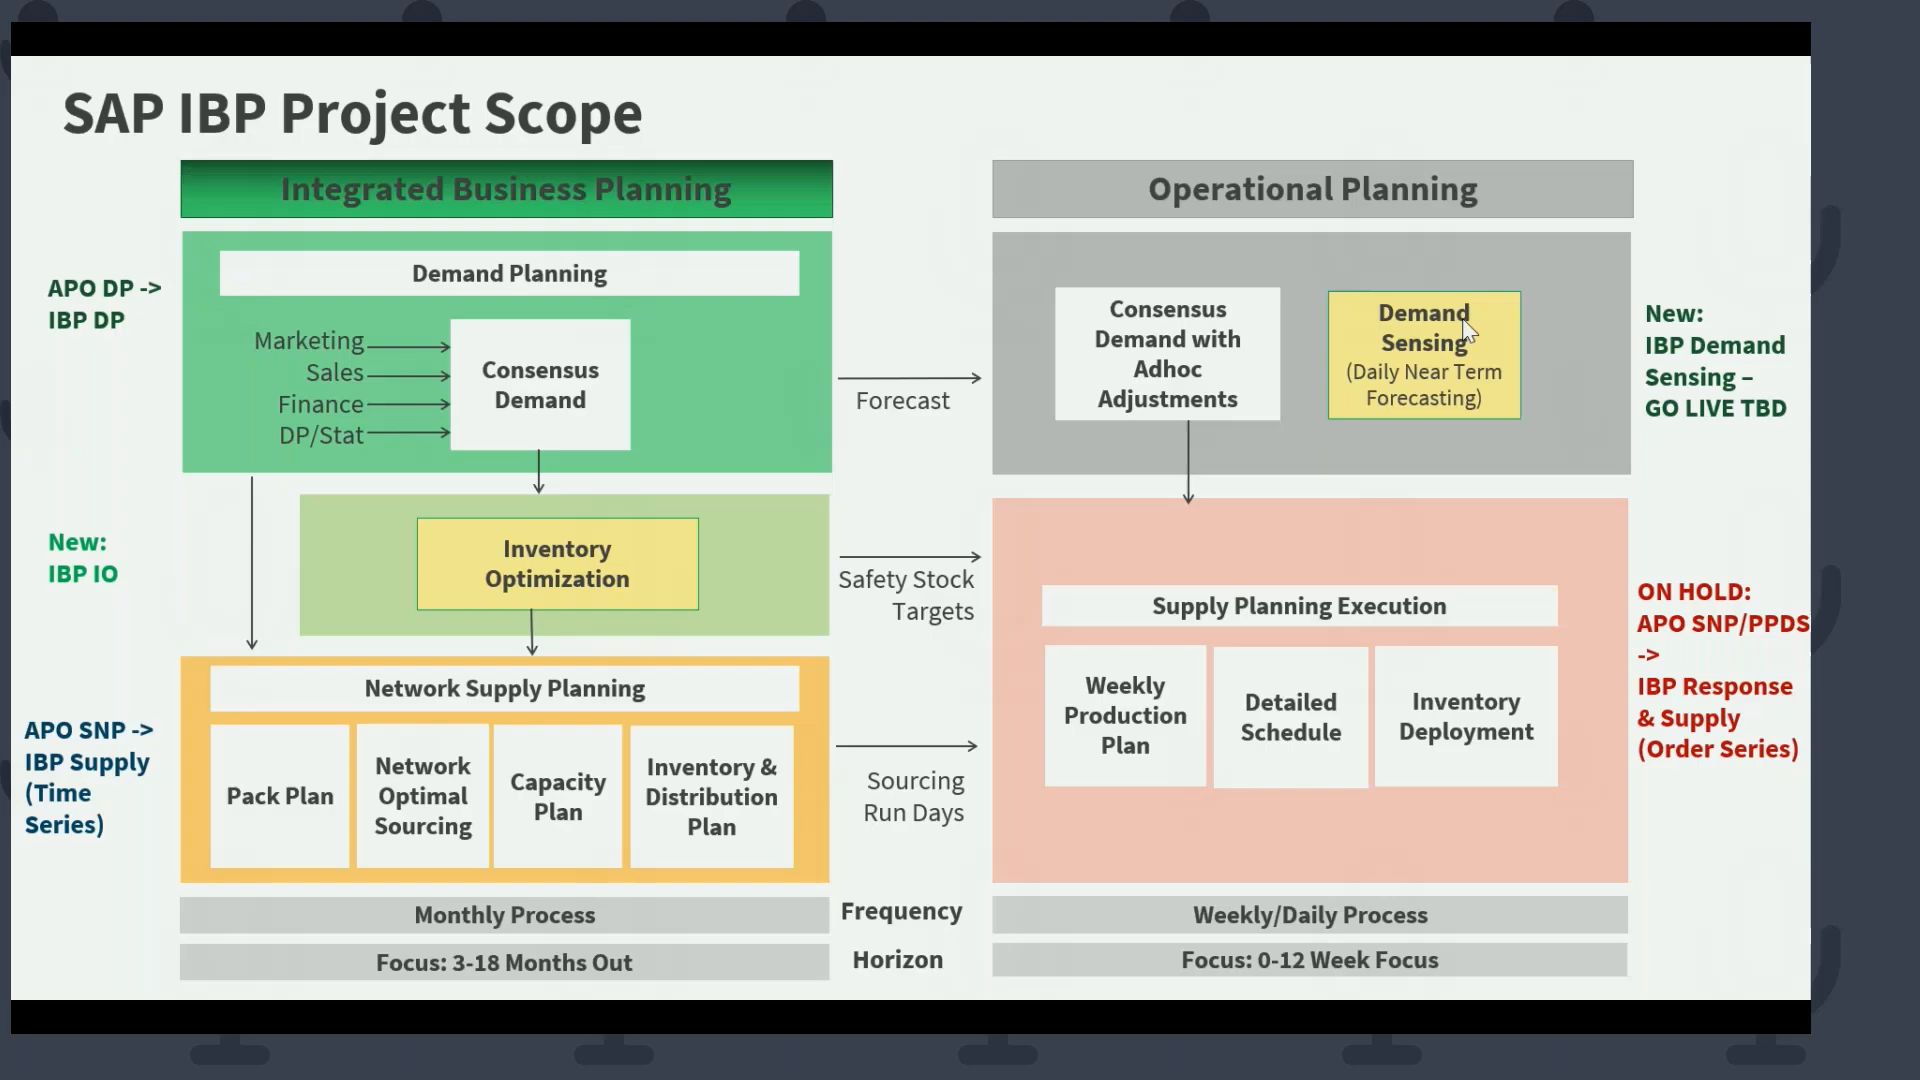 SAP IBP Project Scope
Integrated Business Planning
Operational Planning
APO DP ->
IBP DP
Demand Planning
Marketing
Sales
Finance
DP/Stat
Consensus
Demand
Forecast
Consensus
Demand with
Adhoc
Adjustments
Demand
Sensing
(Daily Near Term
Forecasting)
New:
IBP Demand
Sensing –
GO LIVE TBD
New:
IBP IO
Inventory
Optimization
Safety Stock
Targets
Supply Planning Execution
Weekly
Production
Plan
Detailed
Schedule
Inventory
Deployment
ON HOLD:
APO SNP/PPDS
->
IBP Response
& Supply
(Order Series)
APO SNP ->
IBP Supply
(Time
Series)
Network Supply Planning
Pack Plan
Network
Optimal
Sourcing
Capacity
Plan
Inventory &
Distribution
Plan
Sourcing
Run Days
Monthly Process
Frequency
Weekly/Daily Process
Focus: 3-18 Months Out
Horizon
Focus: 0-12 Week Focus